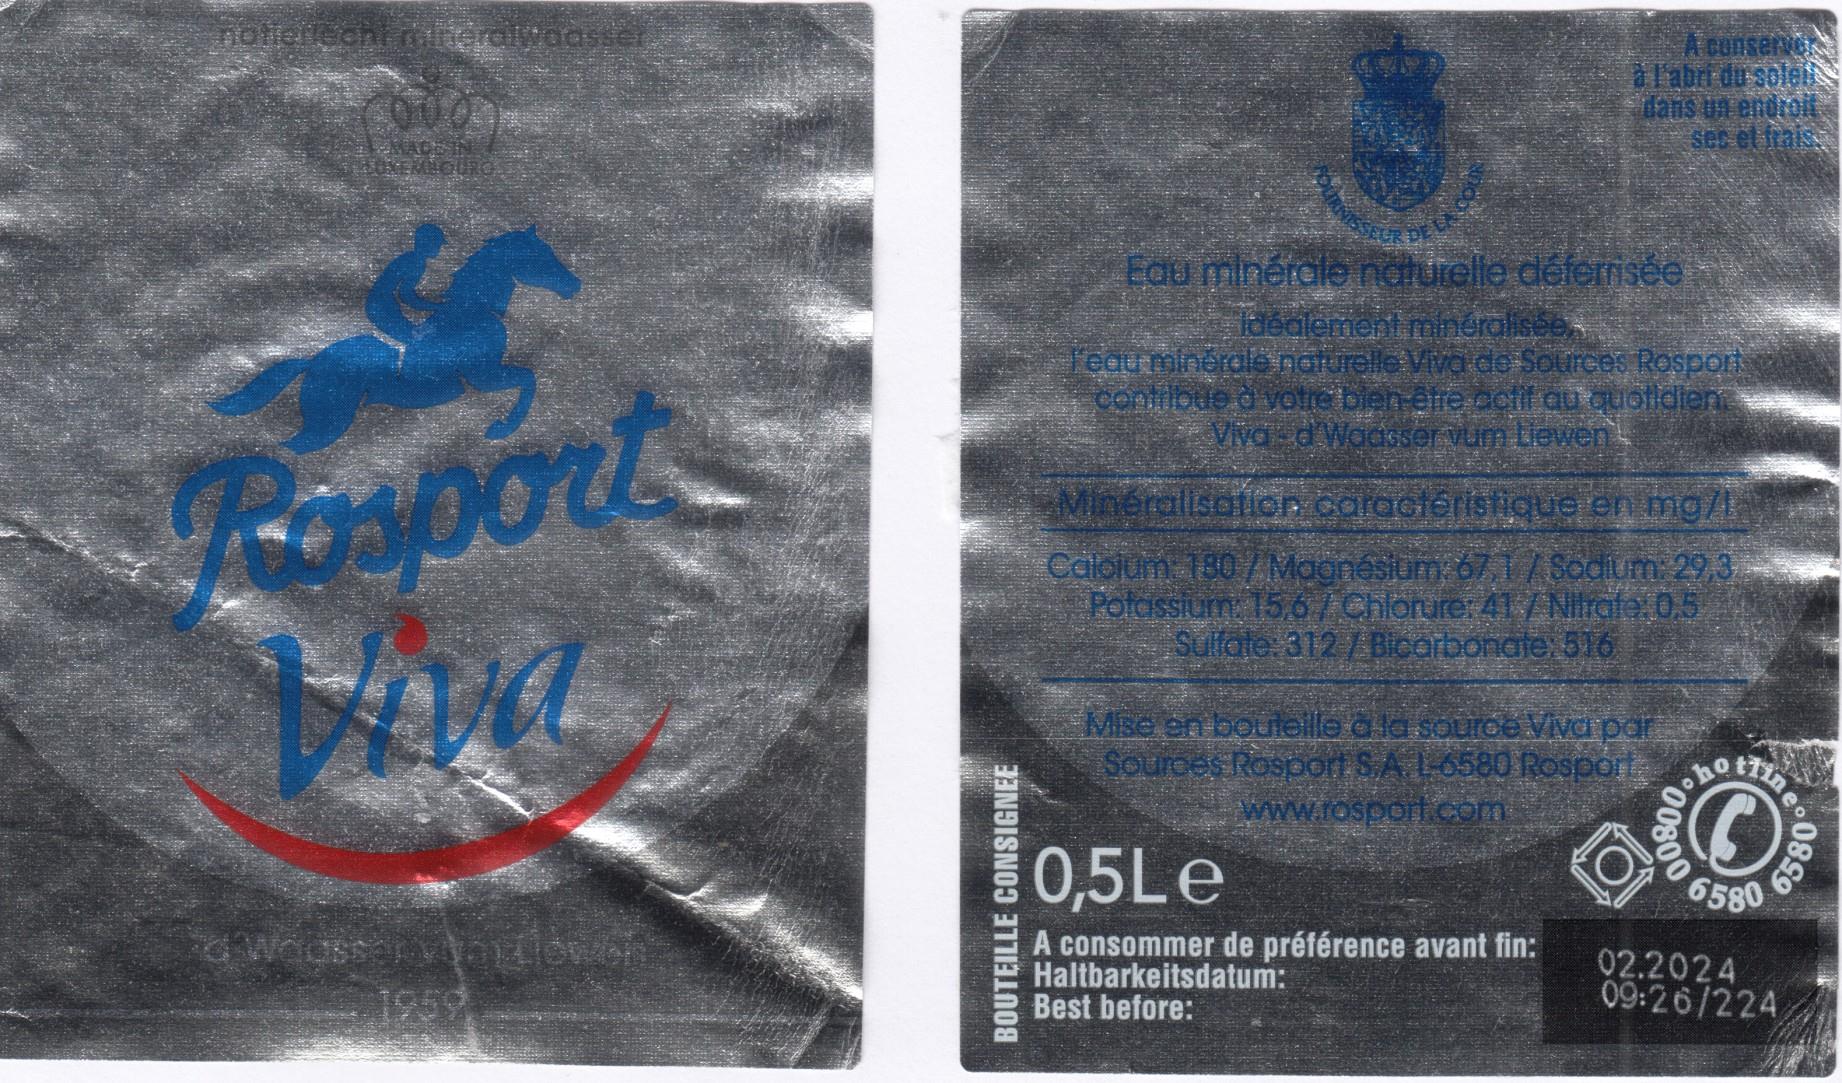 natierlecht mineralwaasser
MADE IN
LUXEMBOURG
Rosport
Viva
d'Waasser vum Liewen
1959
A conserver
à l'abri du soleil
dans un endroit
sec et frais.
FOURNISSEUR DE LA COUR
Eau minérale naturelle déferrisée
Idéalement minéralisée,
l'eau minérale naturelle Viva de Sources Rosport
contribue à votre bien-être actif au quotidien.
Viva - d'Waasser vum Liewen
Minéralisation caractéristique en mg/l
Calcium: 180 / Magnésium: 67,1 / Sodium: 29,3
Potassium: 15,6 / Chlorure: 41 / Nitrate: 0,5
Sulfate: 312 / Bicarbonate: 516
Mise en bouteille à la source Viva par
Sources Rosport S.A. L-6580 Rosport
www.rosport.com
BOUTEILLE CONSIGNEE
0,5L e
hotline 00800 6580 6580
A consommer de préférence avant fin:
Haltbarkeitsdatum:
Best before:
02.2024
09:26/224